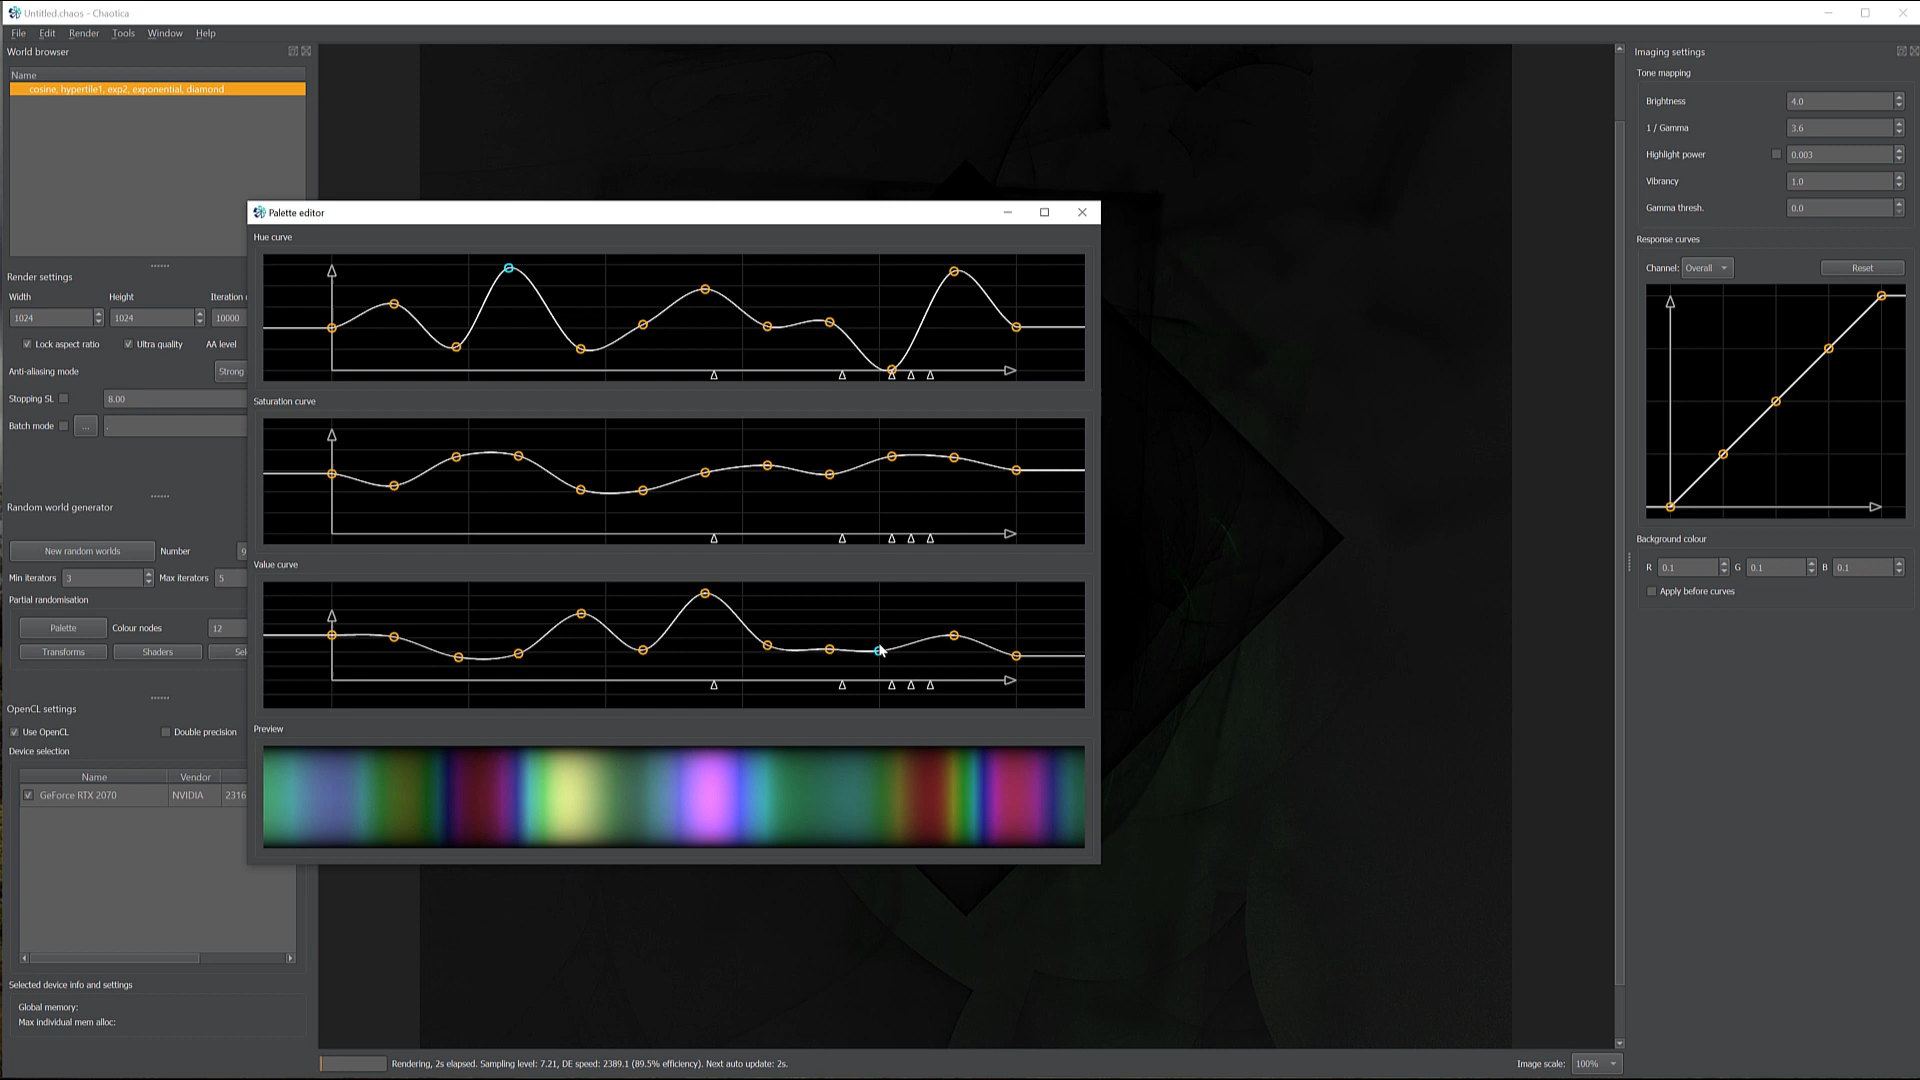 Untitled.chaos - Chaotica
File Edit Render Tools Window Help
World browser
Name
cosine, hypertile1, exp2, exponential, diamond
Render settings
Width Height Iteration
1024 1024 10000
Lock aspect ratio Ultra quality AA level
Anti-aliasing mode Strong
Stopping SL 8.00
Batch mode ... .
Random world generator
New random worlds Number 9
Min iterators 3 Max iterators 5
Partial randomisation
Palette Colour nodes 12
Transforms Shaders Sel
OpenCL settings
Use OpenCL Double precision
Device selection
Name Vendor
GeForce RTX 2070 NVIDIA 2316
Selected device info and settings
Global memory:
Max individual mem alloc:
Palette editor
Hue curve
Saturation curve
Value curve
Preview
Rendering, 2s elapsed. Sampling level: 7.21, DE speed: 2389.1 (89.5% efficiency). Next auto update: 2s.
Image scale: 100%
Imaging settings
Tone mapping
Brightness 4.0
1 / Gamma 3.6
Highlight power 0.003
Vibrancy 1.0
Gamma thresh. 0.0
Response curves
Channel: Overall Reset
Background colour
R 0.1 G 0.1 B 0.1
Apply before curves